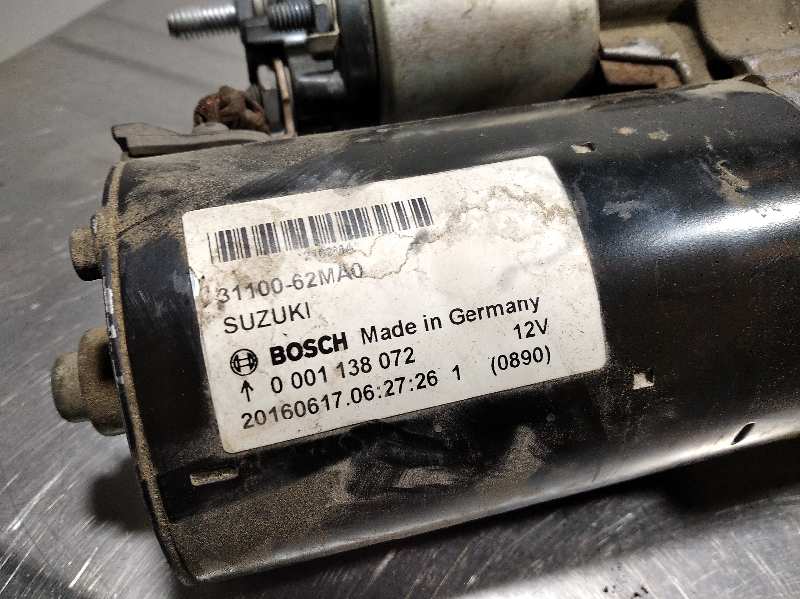 31100-62MA0
SUZUKI
BOSCH Made in Germany
12V
↑ 0 001 138 072
20160617.06:27:26 1 (0890)